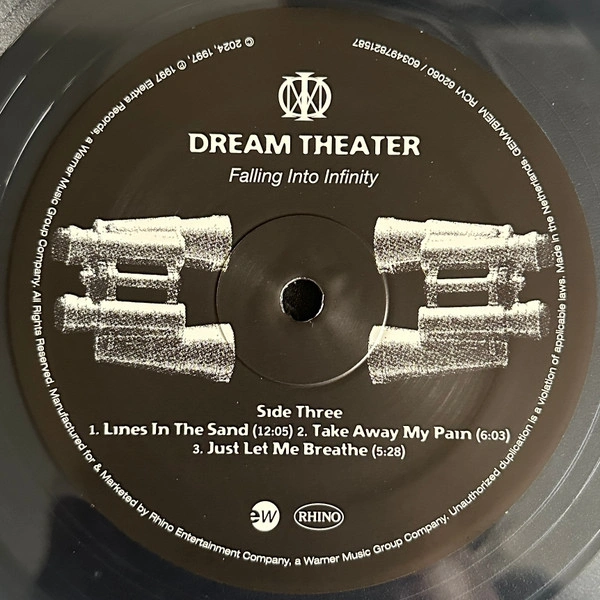 DREAM THEATER
Falling Into Infinity
Side Three
1. Lines In The Sand (12:05) 2. Take Away My Pain (6:03)
3. Just Let Me Breathe (5:28)
ew RHINO
℗ 2024, 1997, ℗ 1997 Elektra Records, a Warner Music Group Company. All Rights Reserved. Manufactured for & Marketed by Rhino Entertainment Company, a Warner Music Group Company. Unauthorized duplication is a violation of applicable laws. Made in the Netherlands. GEMA/BIEM RCV1 62080 / 603497821587